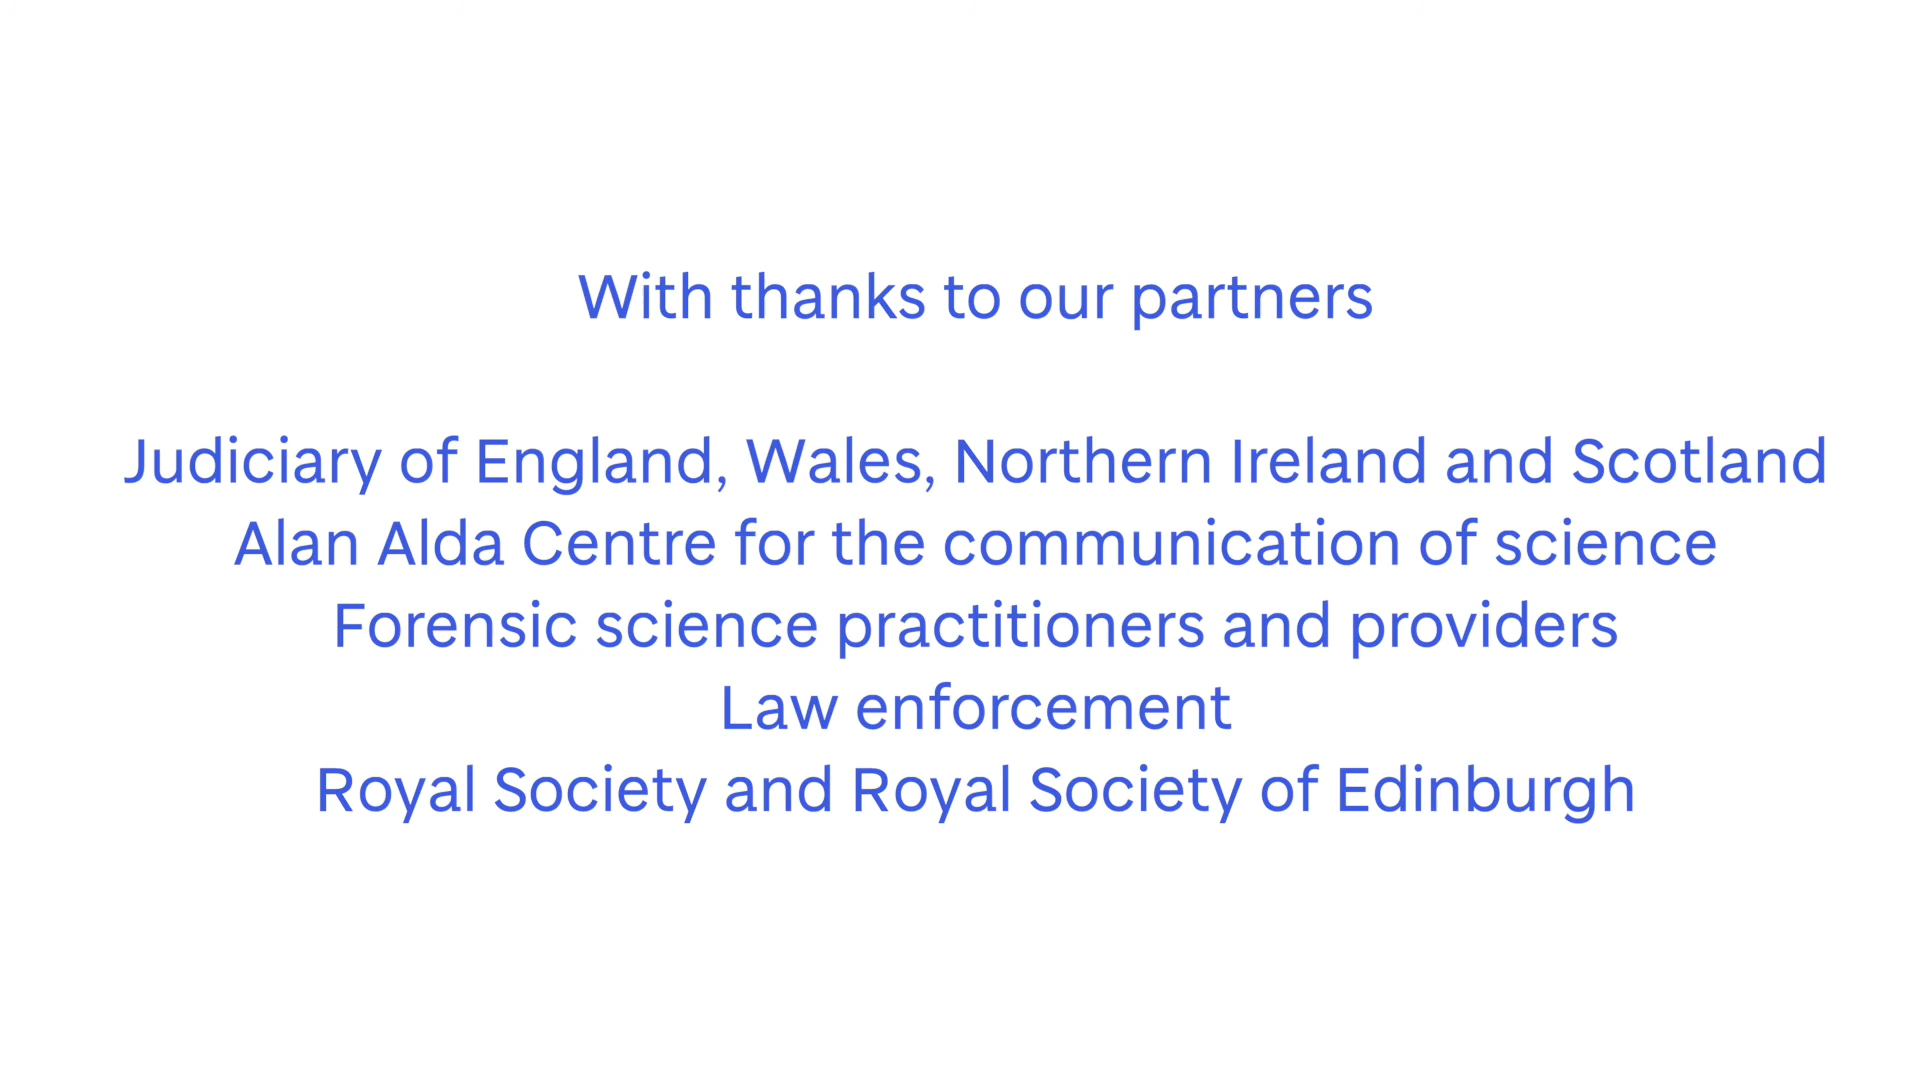 With thanks to our partners
Judiciary of England, Wales, Northern Ireland and Scotland
Alan Alda Centre for the communication of science
Forensic science practitioners and providers
Law enforcement
Royal Society and Royal Society of Edinburgh